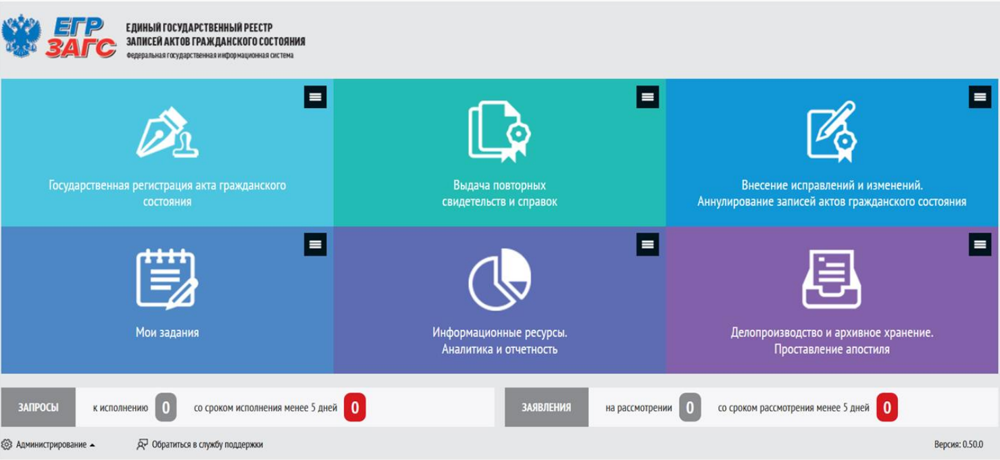 ЕГР
ЗАГС
ЕДИНЫЙ ГОСУДАРСТВЕННЫЙ РЕЕСТР
ЗАПИСЕЙ АКТОВ ГРАЖДАНСКОГО СОСТОЯНИЯ
Федеральная государственная информационная система
Государственная регистрация акта гражданского
состояния
Выдача повторных
свидетельств и справок
Внесение исправлений и изменений.
Аннулирование записей актов гражданского состояния
Мои задания
Информационные ресурсы.
Аналитика и отчетность
Делопроизводство и архивное хранение.
Проставление апостиля
ЗАПРОСЫ к исполнению 0 со сроком исполнения менее 5 дней 0
ЗАЯВЛЕНИЯ на рассмотрении 0 со сроком рассмотрения менее 5 дней 0
Администрирование Обратиться в службу поддержки Версия: 0.50.0